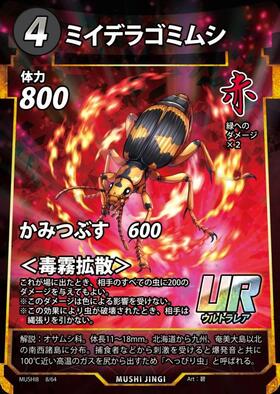 4 ミイデラゴミムシ
体力
800
赤
緑への
ダメージ
×2
かみつぶす 600
<毒霧拡散>
これが場に出たとき、相手のすべての虫に200の
ダメージを与えてもよい。
※このダメージは色による影響を受けない。
※この効果により虫が破壊されたとき、相手は
縄張りを引かない。
UR
ウルトラレア
解説：オサムシ科。体長11～18mm、北海道から九州、奄美大島以北
の南西諸島に分布。捕食者などから刺激を受けると爆発音と共に
100℃近い高温のガスを尻から出すため「へっぴり虫」と呼ばれる。
MUSHI8 8/64
MUSHI JINGI
Art：碧